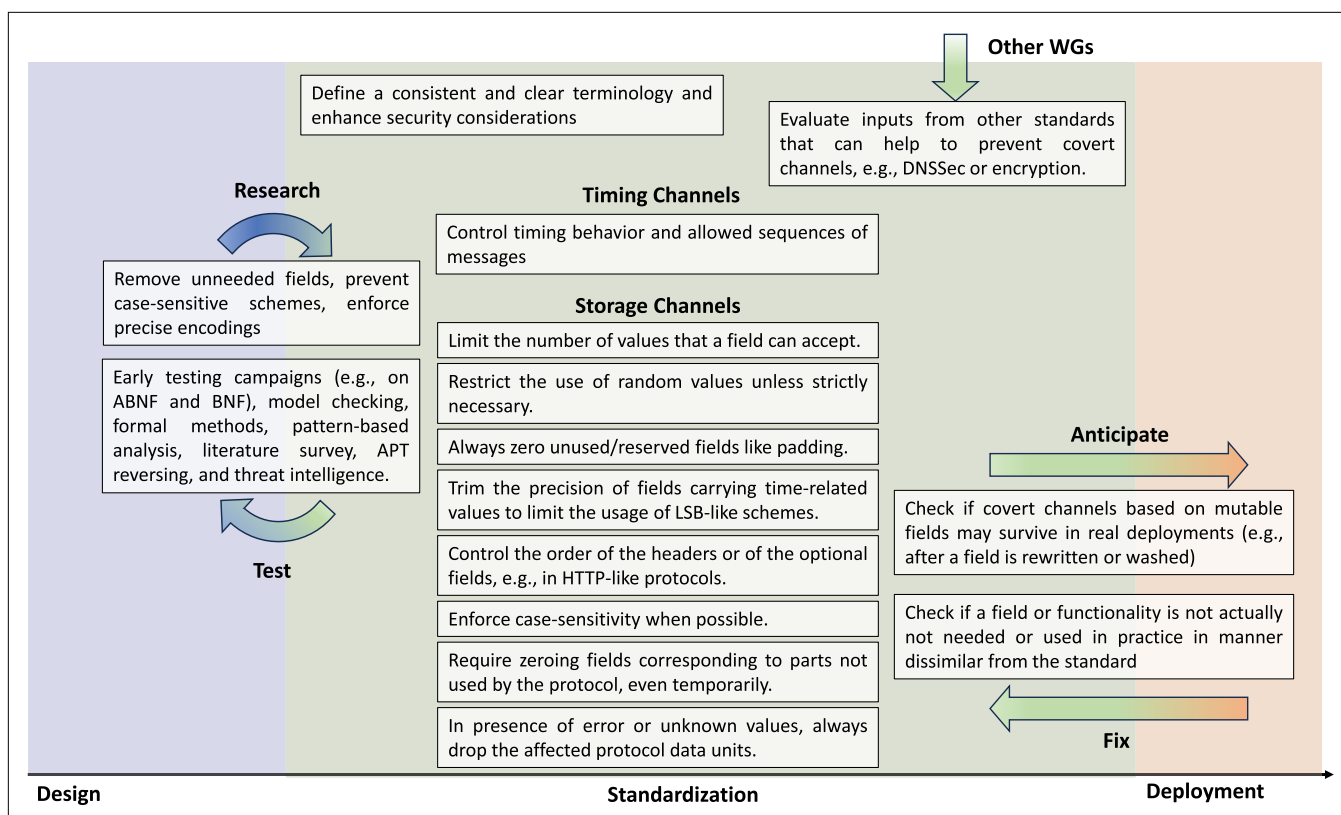 Other WGs
Define a consistent and clear terminology and
enhance security considerations
Evaluate inputs from other standards
that can help to prevent covert
channels, e.g., DNSSec or encryption.
Research
Remove unneeded fields, prevent
case-sensitive schemes, enforce
precise encodings
Early testing campaigns (e.g., on
ABNF and BNF), model checking,
formal methods, pattern-based
analysis, literature survey, APT
reversing, and threat intelligence.
Test
Timing Channels
Control timing behavior and allowed sequences of
messages
Storage Channels
Limit the number of values that a field can accept.
Restrict the use of random values unless strictly
necessary.
Always zero unused/reserved fields like padding.
Trim the precision of fields carrying time-related
values to limit the usage of LSB-like schemes.
Control the order of the headers or of the optional
fields, e.g., in HTTP-like protocols.
Enforce case-sensitivity when possible.
Require zeroing fields corresponding to parts not
used by the protocol, even temporarily.
In presence of error or unknown values, always
drop the affected protocol data units.
Anticipate
Check if covert channels based on mutable
fields may survive in real deployments (e.g.,
after a field is rewritten or washed)
Check if a field or functionality is not actually
not needed or used in practice in manner
dissimilar from the standard
Fix
Design
Standardization
Deployment